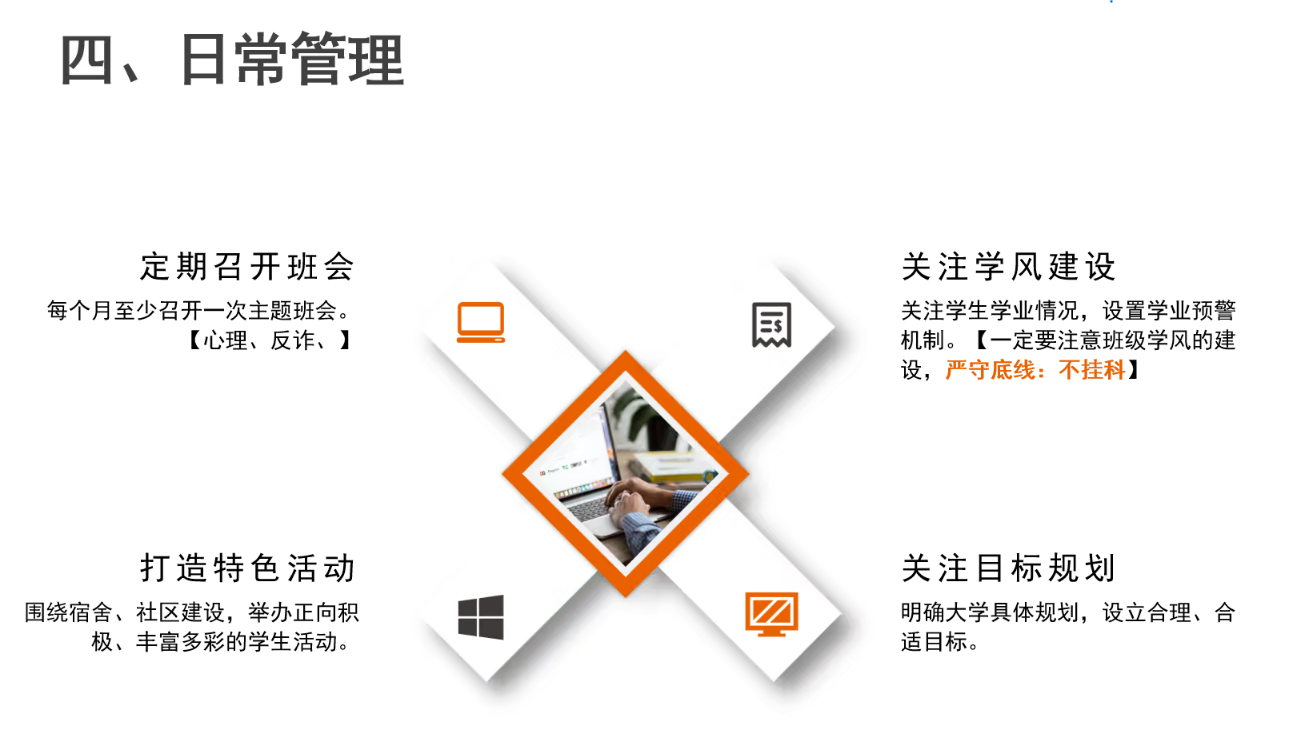 四、日常管理
定期召开班会
每个月至少召开一次主题班会。
【心理、反诈、】
关注学风建设
关注学生学业情况，设置学业预警
机制。【一定要注意班级学风的建
设，严守底线：不挂科】
打造特色活动
围绕宿舍、社区建设，举办正向积
极、丰富多彩的学生活动。
关注目标规划
明确大学具体规划，设立合理、合
适目标。